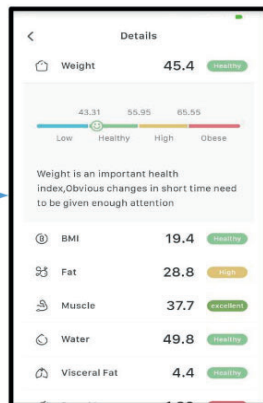 Details
Weight 45.4 Healthy
43.31 55.95 65.55
Low Healthy High Obese
Weight is an important health
index,Obvious changes in short time need
to be given enough attention
BMI 19.4 Healthy
Fat 28.8 High
Muscle 37.7 excellent
Water 49.8 Healthy
Visceral Fat 4.4 Healthy